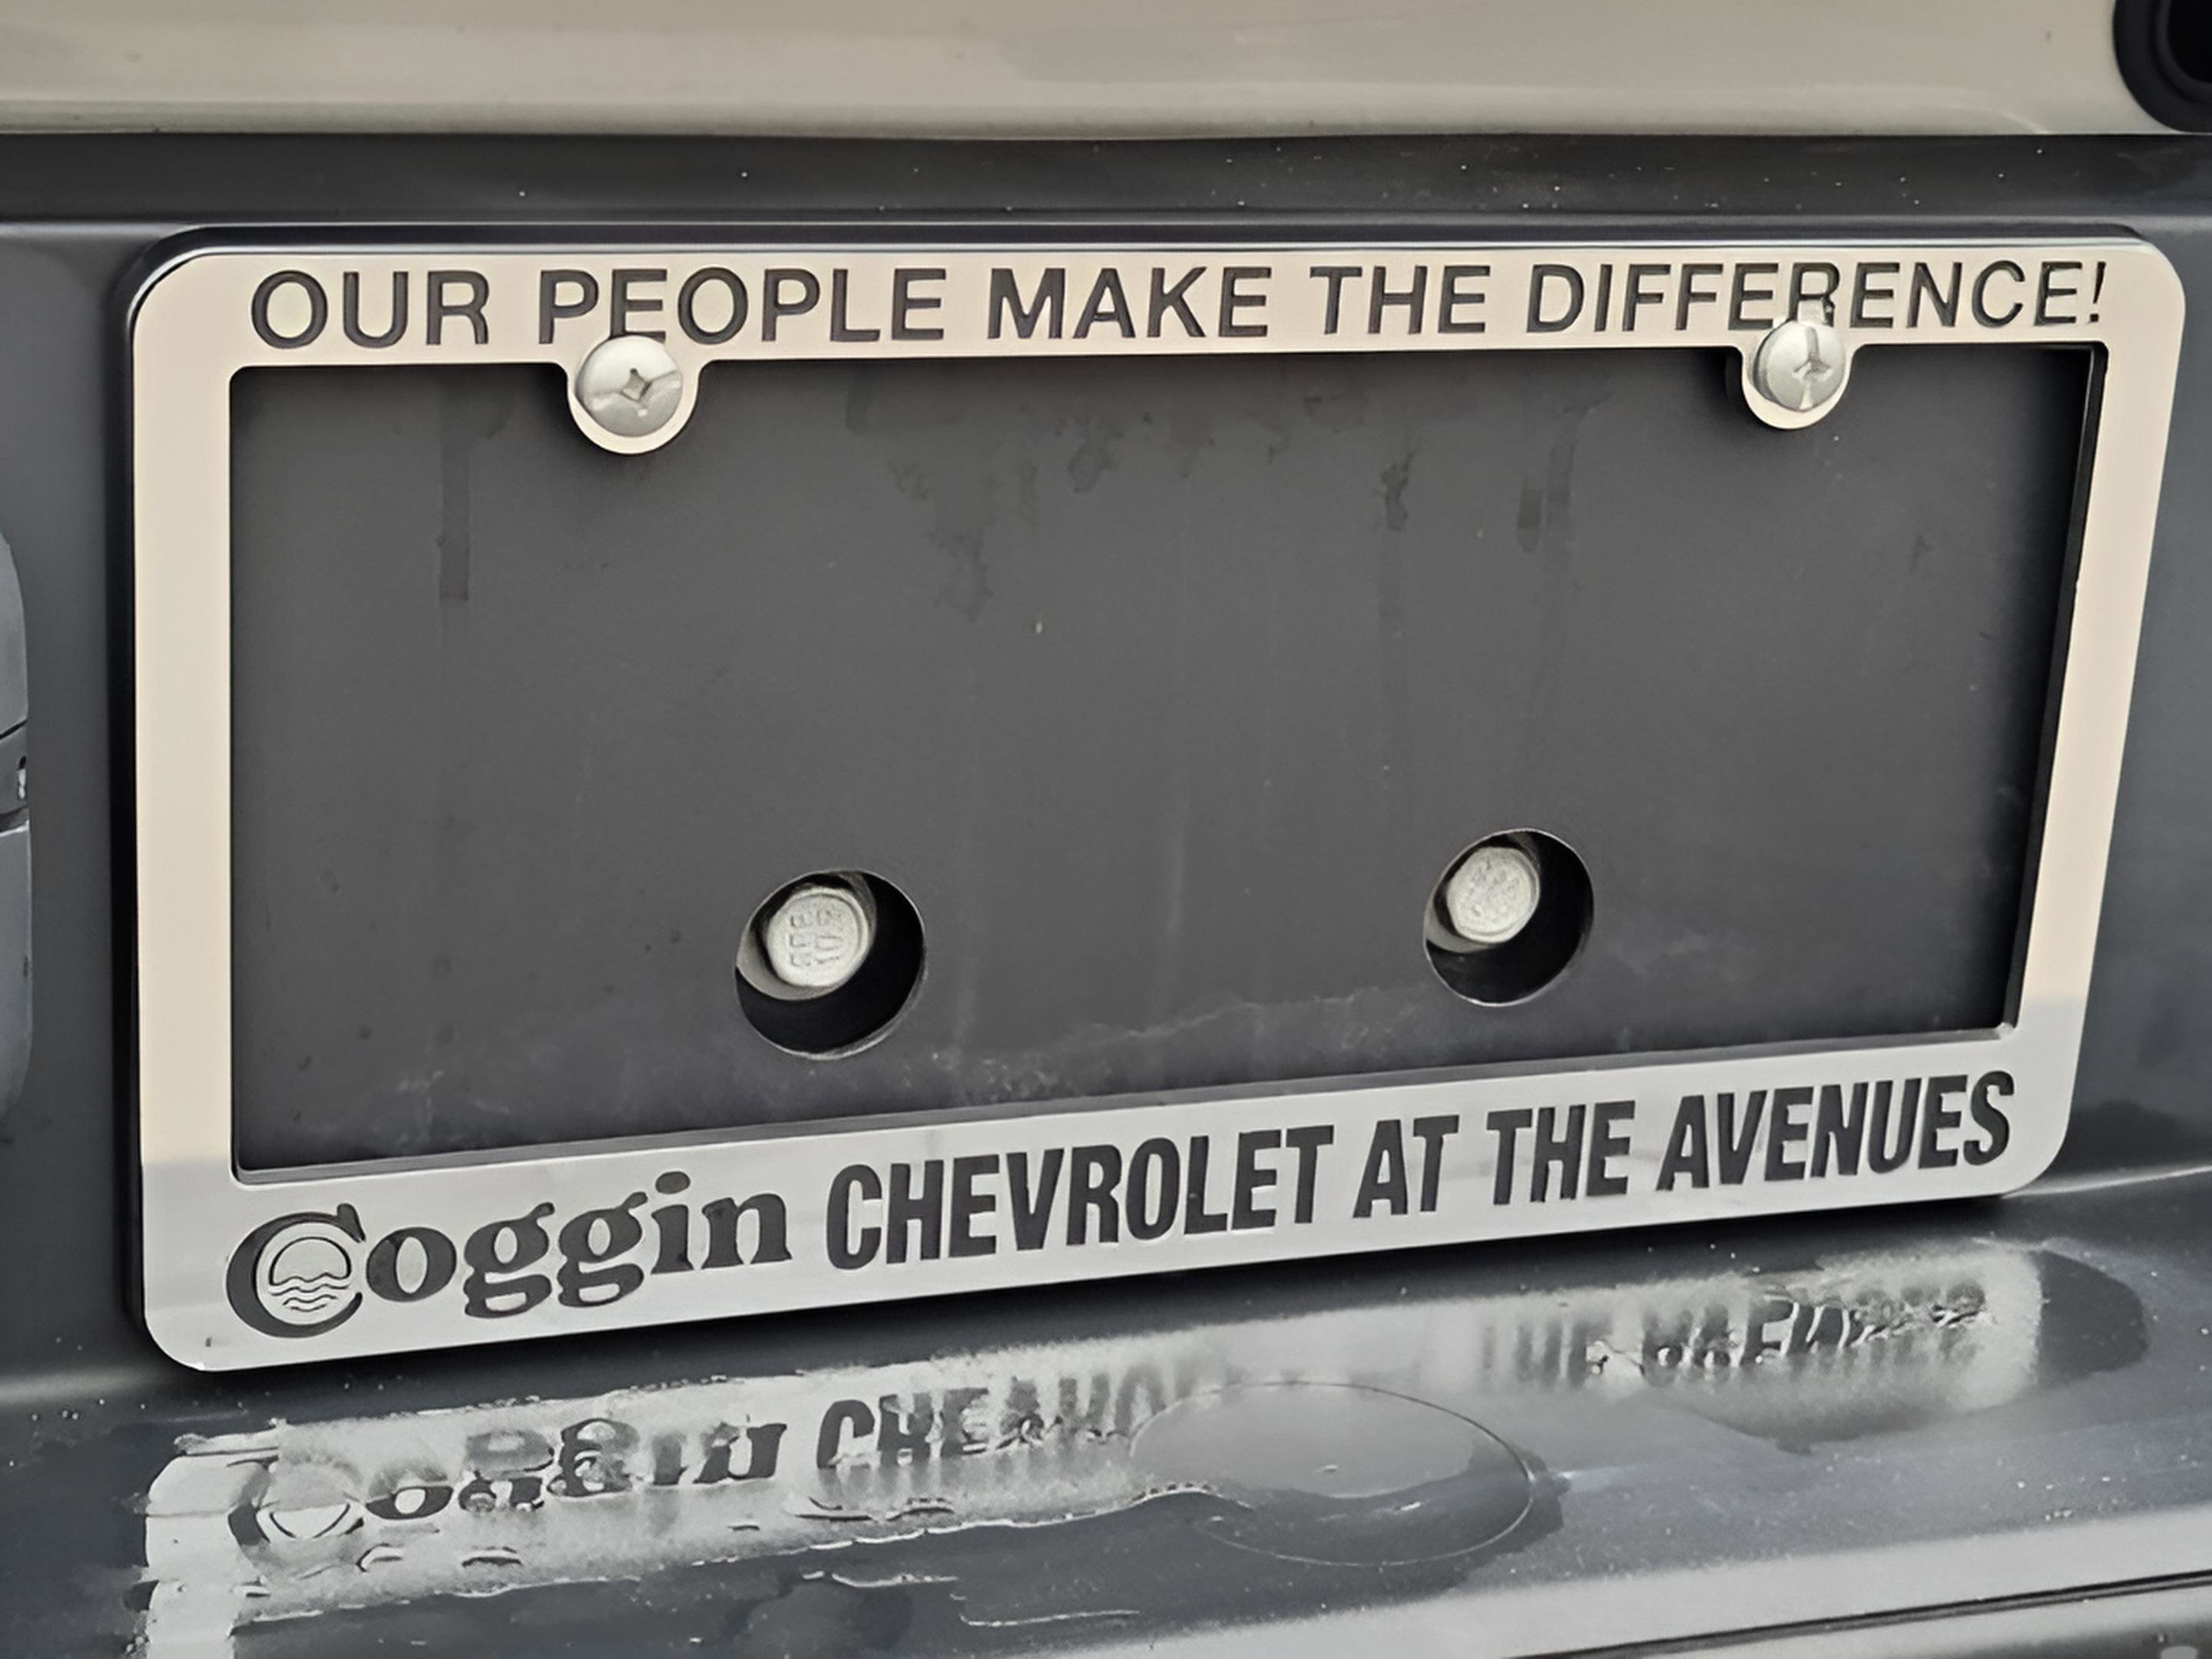 OUR PEOPLE MAKE THE DIFFERENCE!
Coggin CHEVROLET AT THE AVENUES